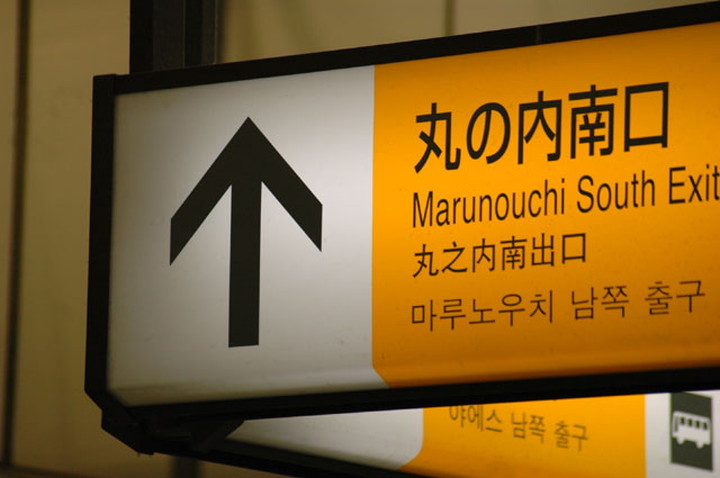 丸の内南口
Marunouchi South Exit
丸之内南出口
마루노우치 남쪽 출구
야에스 남쪽 출구